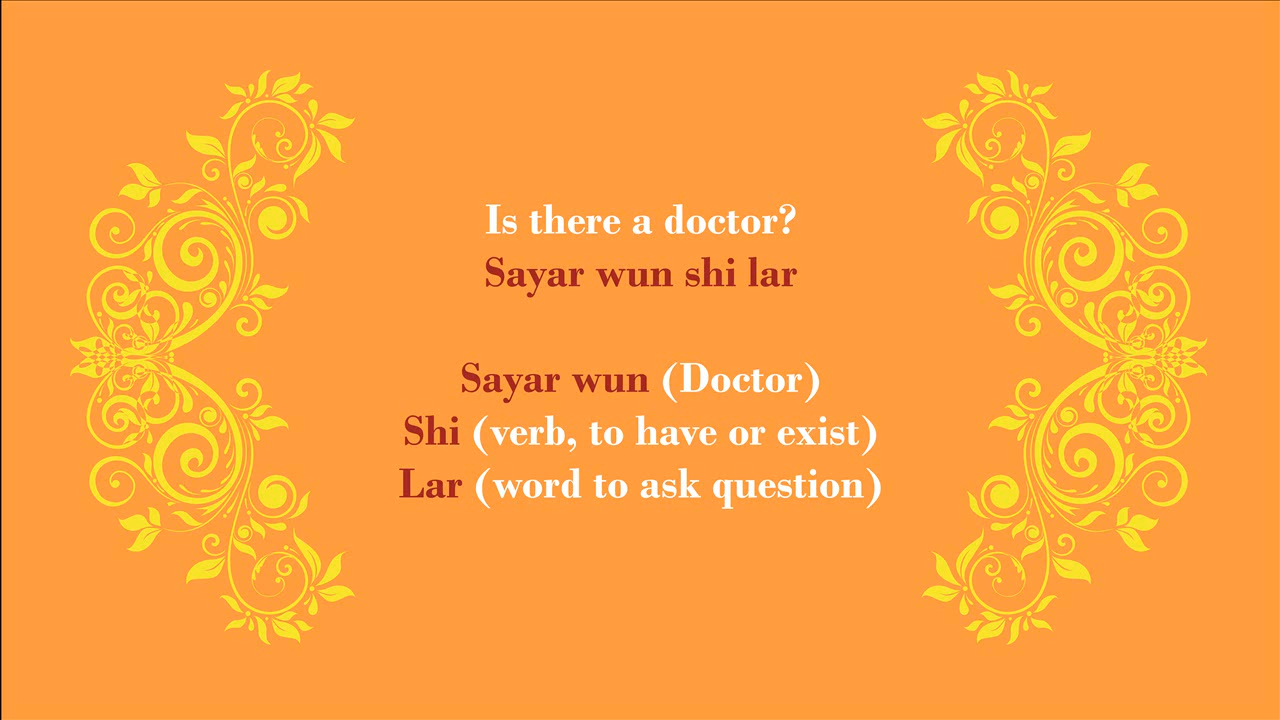 Is there a doctor?
Sayar wun shi lar
Sayar wun (Doctor)
Shi (verb, to have or exist)
Lar (word to ask question)